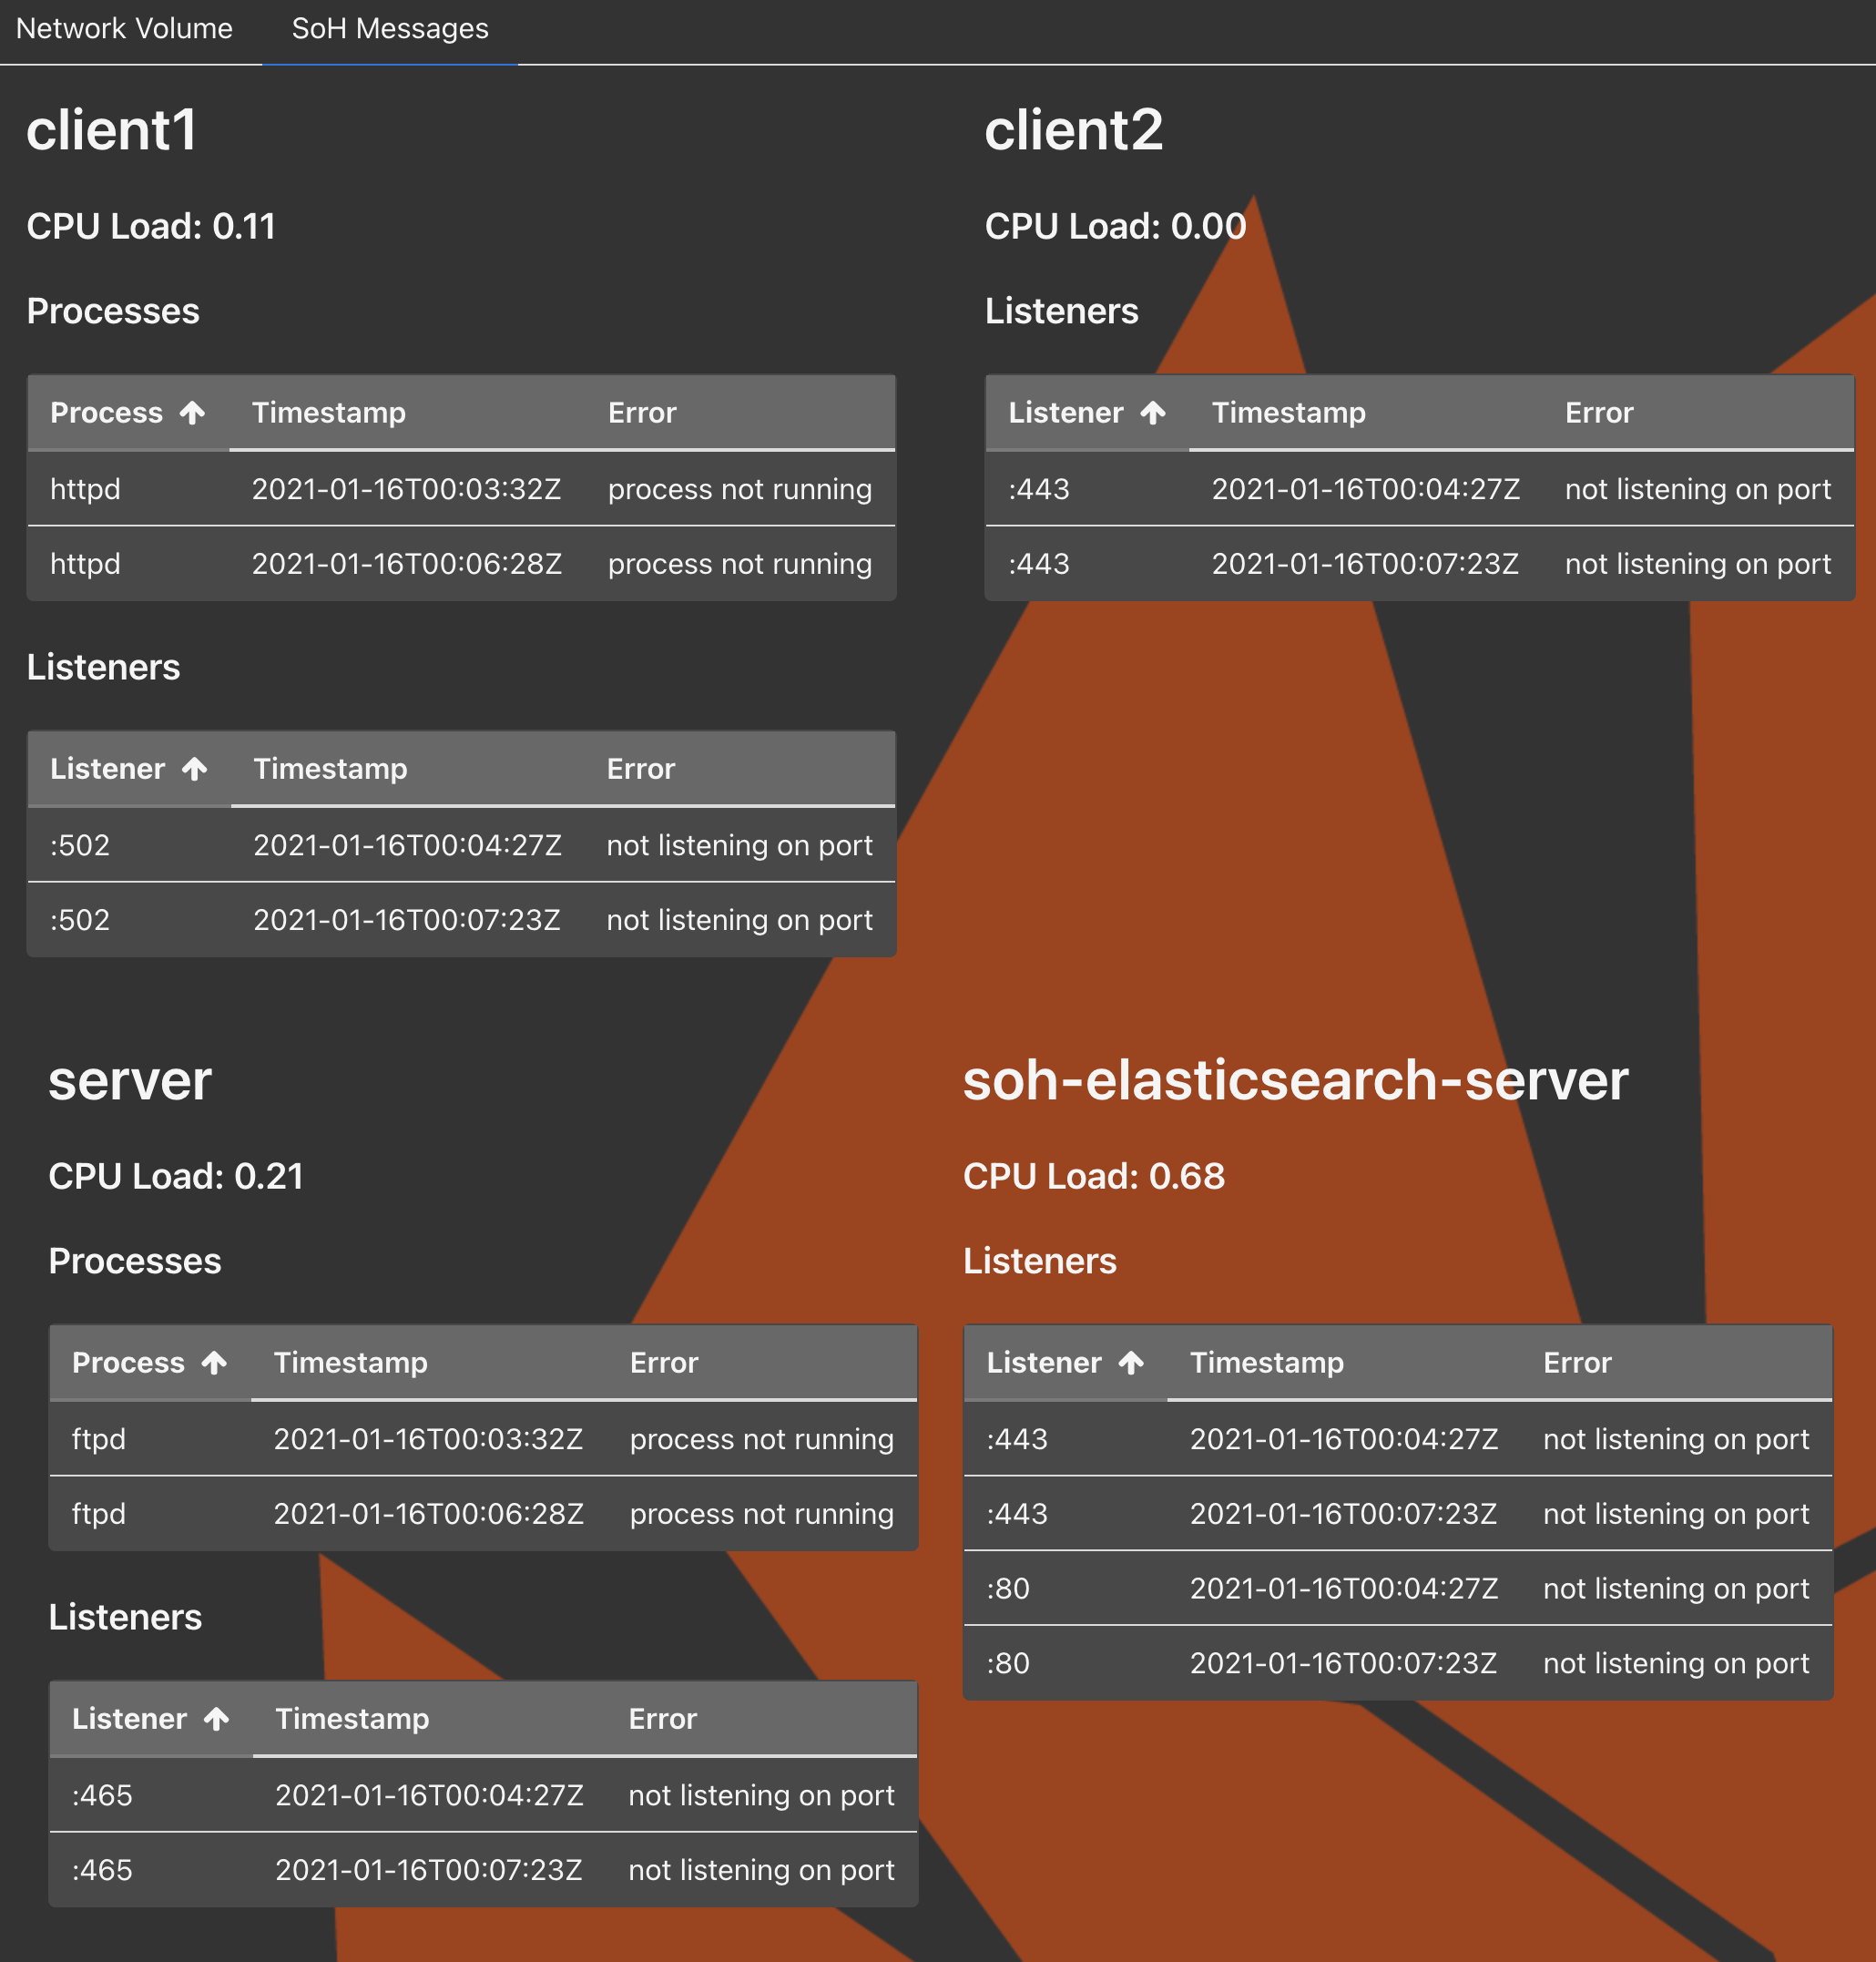 Network Volume SoH Messages
client1
CPU Load: 0.11
Processes
Process Timestamp Error
httpd 2021-01-16T00:03:32Z process not running
httpd 2021-01-16T00:06:28Z process not running
Listeners
Listener Timestamp Error
:502 2021-01-16T00:04:27Z not listening on port
:502 2021-01-16T00:07:23Z not listening on port
client2
CPU Load: 0.00
Listeners
Listener Timestamp Error
:443 2021-01-16T00:04:27Z not listening on port
:443 2021-01-16T00:07:23Z not listening on port
server
CPU Load: 0.21
Processes
Process Timestamp Error
ftpd 2021-01-16T00:03:32Z process not running
ftpd 2021-01-16T00:06:28Z process not running
Listeners
Listener Timestamp Error
:465 2021-01-16T00:04:27Z not listening on port
:465 2021-01-16T00:07:23Z not listening on port
soh-elasticsearch-server
CPU Load: 0.68
Listeners
Listener Timestamp Error
:443 2021-01-16T00:04:27Z not listening on port
:443 2021-01-16T00:07:23Z not listening on port
:80 2021-01-16T00:04:27Z not listening on port
:80 2021-01-16T00:07:23Z not listening on port